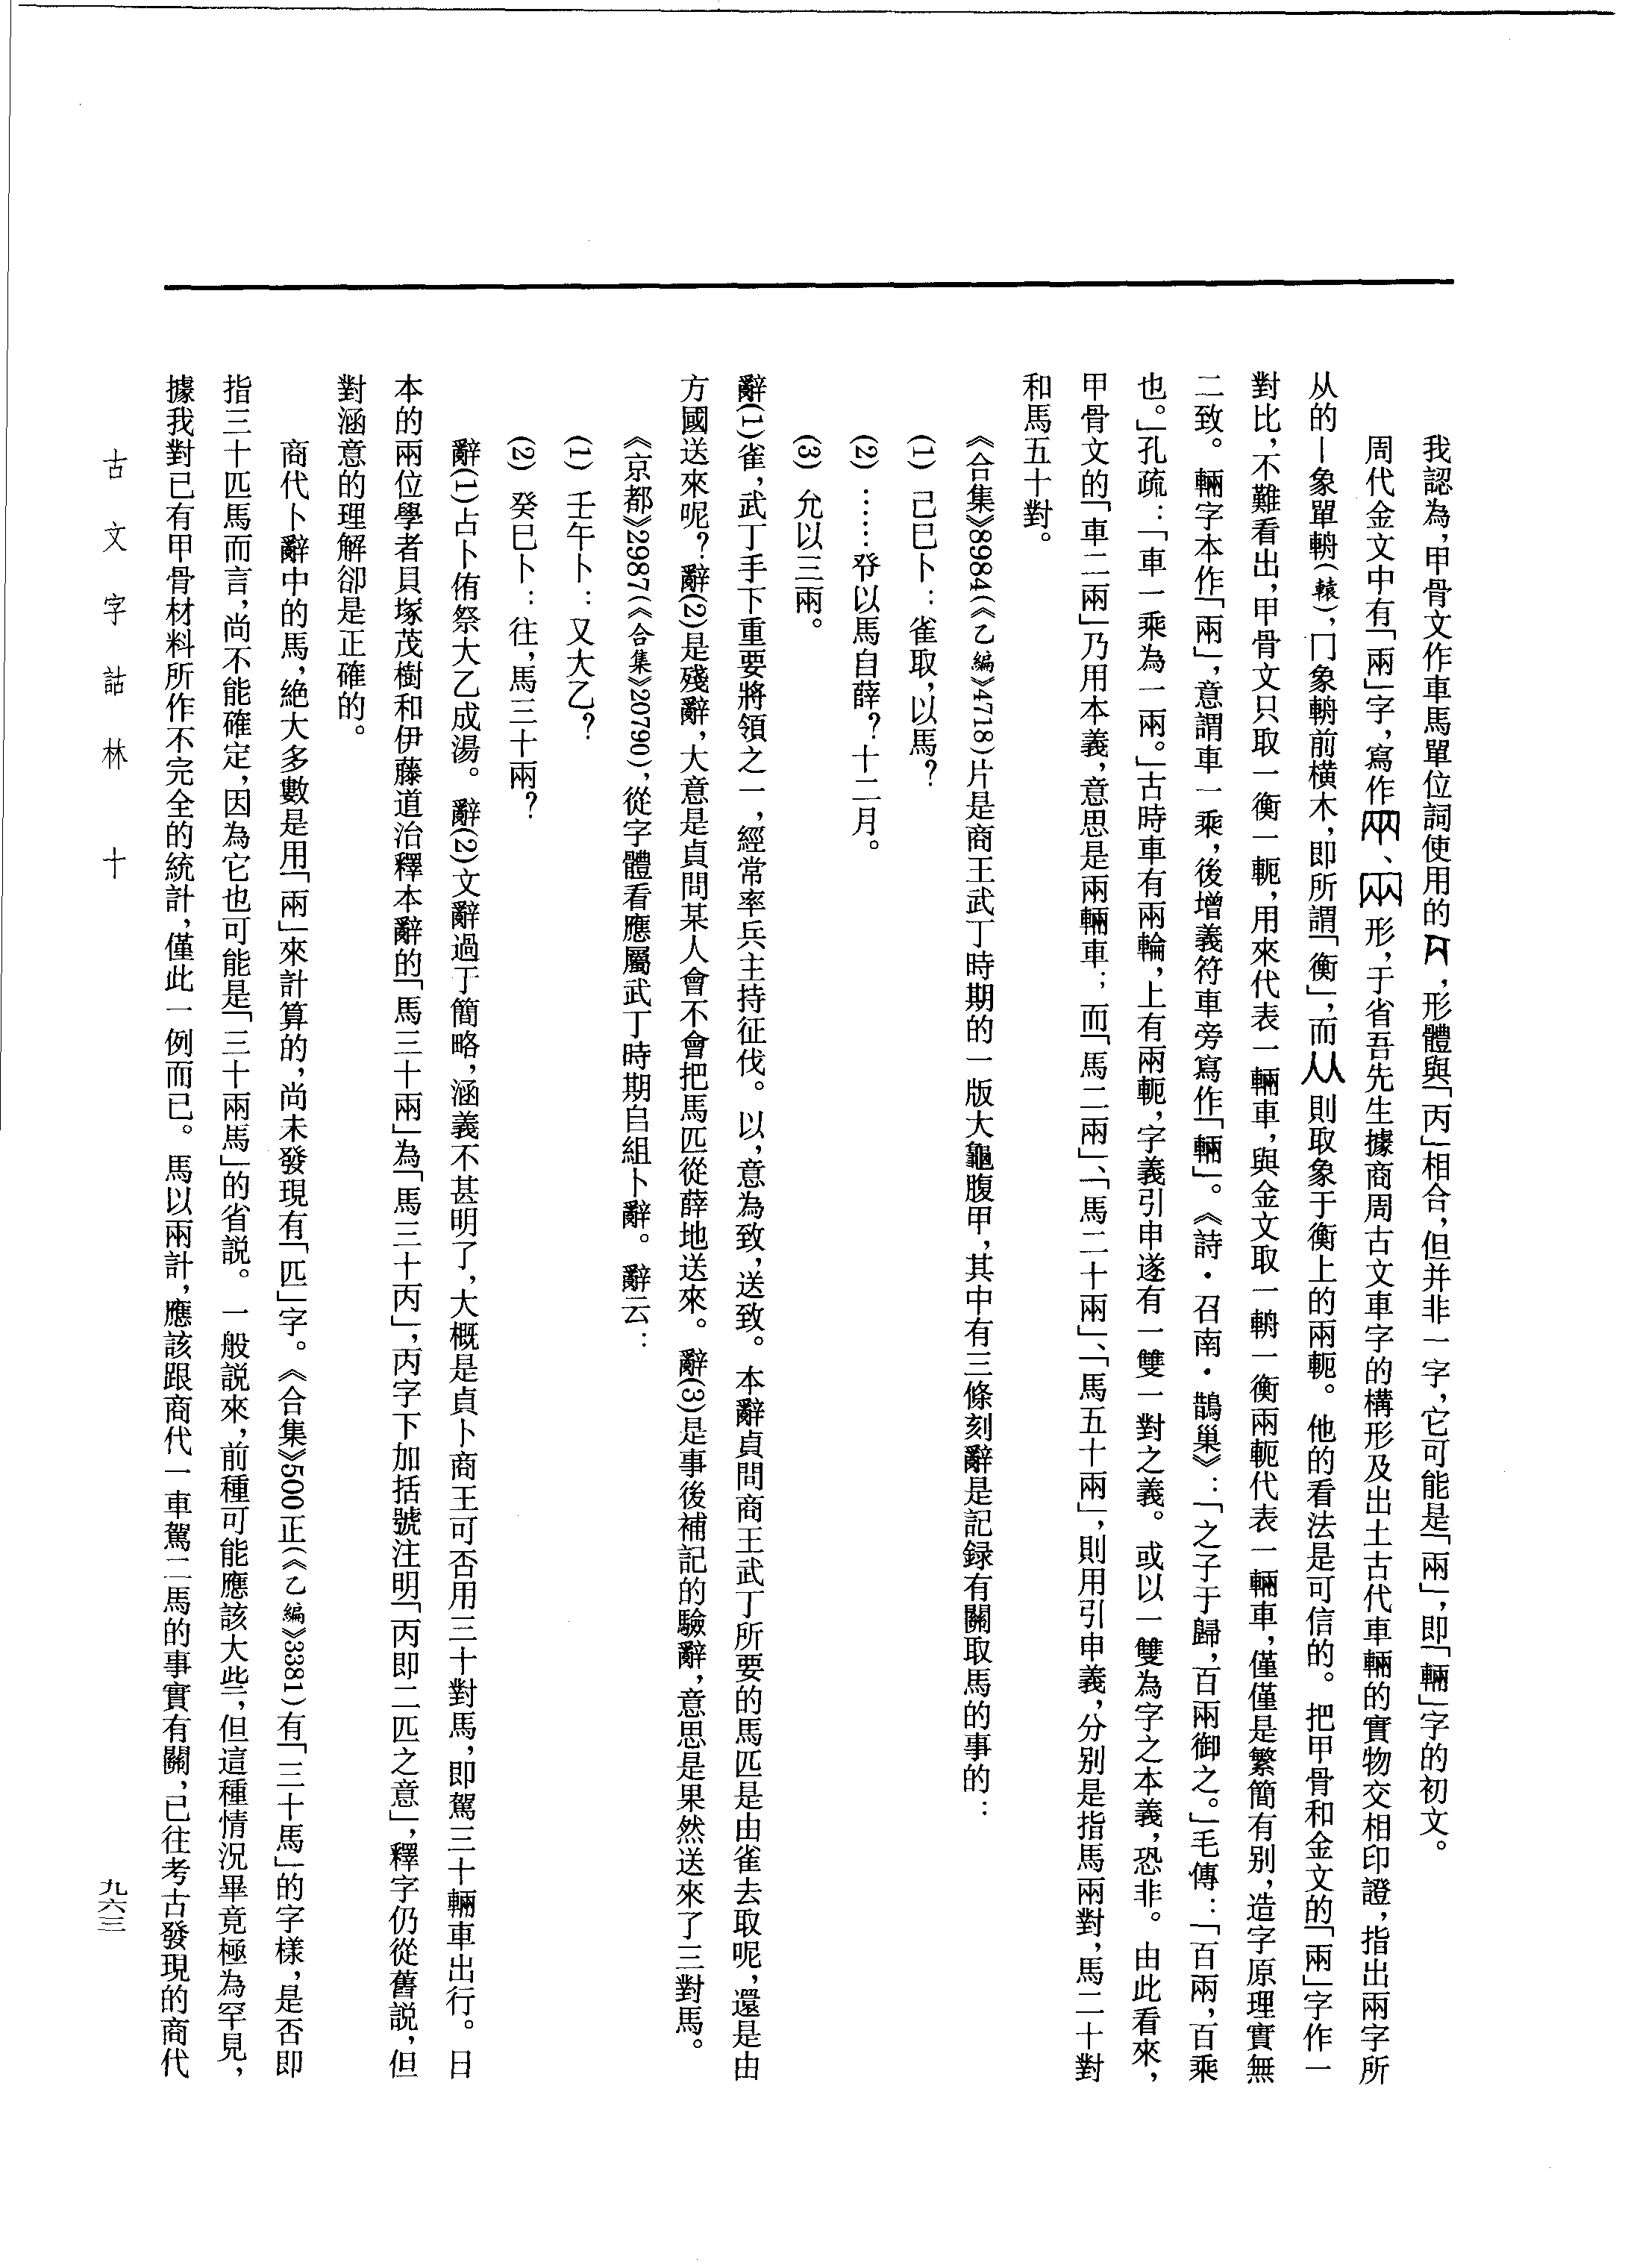 我認為，甲骨文作車馬單位詞使用的，形體與「丙」相合，但并非一字，它可能是「兩」，即「輛」字的初文。
周代金文中有「兩」字，寫作、形，于省吾先生據商周古文車字的構形及出土古代車輛的實物交相印證，指出兩字所
从的丨象單輈（轅），冂象輈前橫木，即所謂「衡」，而从則取象于衡上的兩軛。他的看法是可信的。把甲骨和金文的「兩」字作一
對比，不難看出，甲骨文只取一衡一軛，用來代表一輛車，與金文取一輈一衡兩軛代表一輛車，僅僅是繁簡有別，造字原理實無
二致。輛字本作「兩」，意謂車一乘，後增義符車旁寫作「輛」。《詩·召南·鵲巢》：「之子于歸，百兩御之。」毛傳：「百兩，百乘
也。」孔疏：「車一乘為一兩。」古時車有兩輪，上有兩軛，字義引申遂有一雙一對之義。或以一雙為字之本義，恐非。由此看來，
甲骨文的「車二兩」乃用本義，意思是兩輛車；而「馬二兩」、「馬二十兩」、「馬五十兩」，則用引申義，分別是指馬兩對，馬二十對
和馬五十對。
《合集》8984（《乙編》4718）片是商王武丁時期的一版大龜腹甲，其中有三條刻辭是記録有關取馬的事的：
(1) 己巳卜：雀取，以馬？
(2) ……癶以馬自薛？十二月。
(3) 允以三兩。
辭(1)雀，武丁手下重要將領之一，經常率兵主持征伐。以，意為致，送致。本辭貞問商王武丁所要的馬匹是由雀去取呢，還是由
方國送來呢？辭(2)是殘辭，大意是貞問某人會不會把馬匹從薛地送來。辭(3)是事後補記的驗辭，意思是果然送來了三對馬。
《京都》2987（《合集》20790），從字體看應屬武丁時期𠂤組卜辭。辭云：
(1) 壬午卜：又大乙？
(2) 癸巳卜：往，馬三十兩？
辭(1)占卜侑祭大乙成湯。辭(2)文辭過于簡略，涵義不甚明了，大概是貞卜商王可否用三十對馬，即駕三十輛車出行。日
本的兩位學者貝塚茂樹和伊藤道治釋本辭的「馬三十兩」為「馬三十丙」，丙字下加括號注明「丙即二匹之意」，釋字仍從舊説，但
對涵意的理解卻是正確的。
商代卜辭中的馬，絶大多數是用「兩」來計算的，尚未發現有「匹」字。《合集》500正（《乙編》3381）有「三十馬」的字樣，是否即
指三十匹馬而言，尚不能確定，因為它也可能是「三十兩馬」的省説。一般説來，前種可能應該大些，但這種情況畢竟極為罕見，
據我對已有甲骨材料所作不完全的統計，僅此一例而已。馬以兩計，應該跟商代一車駕二馬的事實有關，已往考古發現的商代
古文字詁林 十
九六三